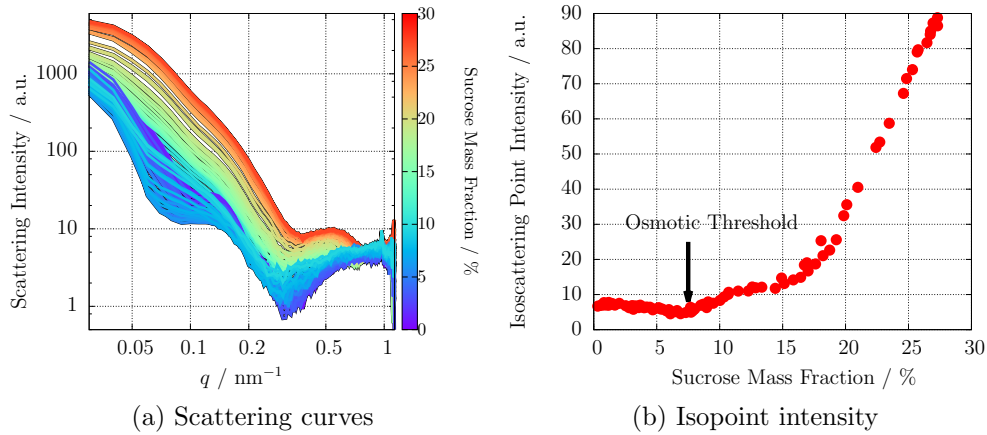 Scattering Intensity / a.u.
1000
100
10
1
0.05 0.1 0.2 0.5 1
q / nm⁻¹
30
25
20
15
10
5
0
Sucrose Mass Fraction / %
(a) Scattering curves
Isoscattering Point Intensity / a.u.
90
80
70
60
50
40
30
20
10
0
Osmotic Threshold
0 5 10 15 20 25 30
Sucrose Mass Fraction / %
(b) Isopoint intensity